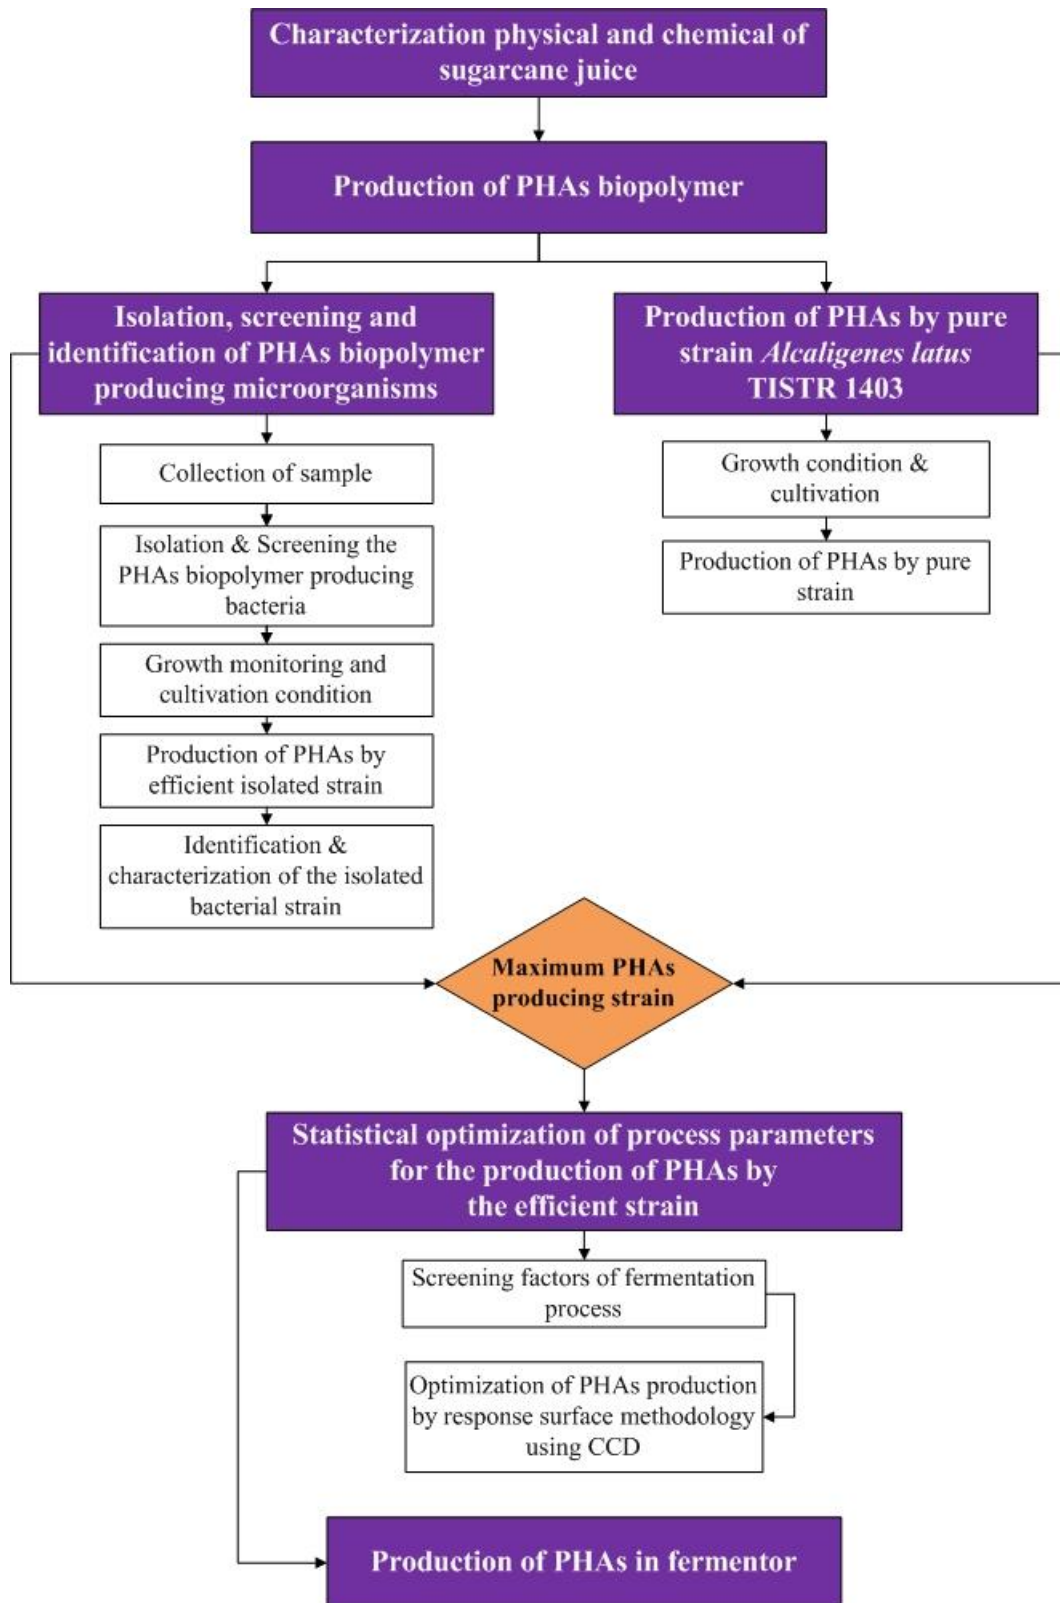 Characterization physical and chemical of
sugarcane juice
Production of PHAs biopolymer
Isolation, screening and
identification of PHAs biopolymer
producing microorganisms
Production of PHAs by pure
strain Alcaligenes latus
TISTR 1403
Collection of sample
Isolation & Screening the
PHAs biopolymer producing
bacteria
Growth monitoring and
cultivation condition
Production of PHAs by
efficient isolated strain
Identification &
characterization of the isolated
bacterial strain
Growth condition &
cultivation
Production of PHAs by pure
strain
Maximum PHAs
producing strain
Statistical optimization of process parameters
for the production of PHAs by
the efficient strain
Screening factors of fermentation
process
Optimization of PHAs production
by response surface methodology
using CCD
Production of PHAs in fermentor